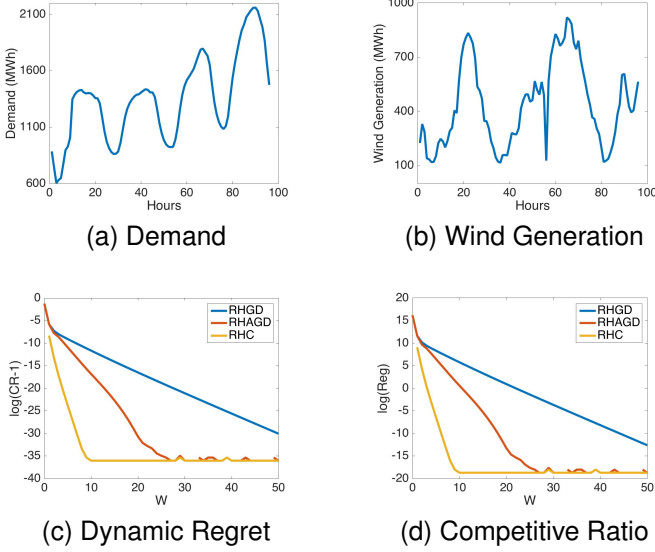 2100
1600
1100
600
Demand (MWh)
0 20 40 60 80 100
Hours
(a) Demand
1000
700
400
100
Wind Generation (MWh)
0 20 40 60 80 100
Hours
(b) Wind Generation
0
-5
-10
-15
-20
-25
-30
-35
-40
log(CR-1)
RHGD
RHAGD
RHC
0 10 20 30 40 50
W
(c) Dynamic Regret
20
15
10
5
0
-5
-10
-15
-20
log(Reg)
RHGD
RHAGD
RHC
0 10 20 30 40 50
W
(d) Competitive Ratio